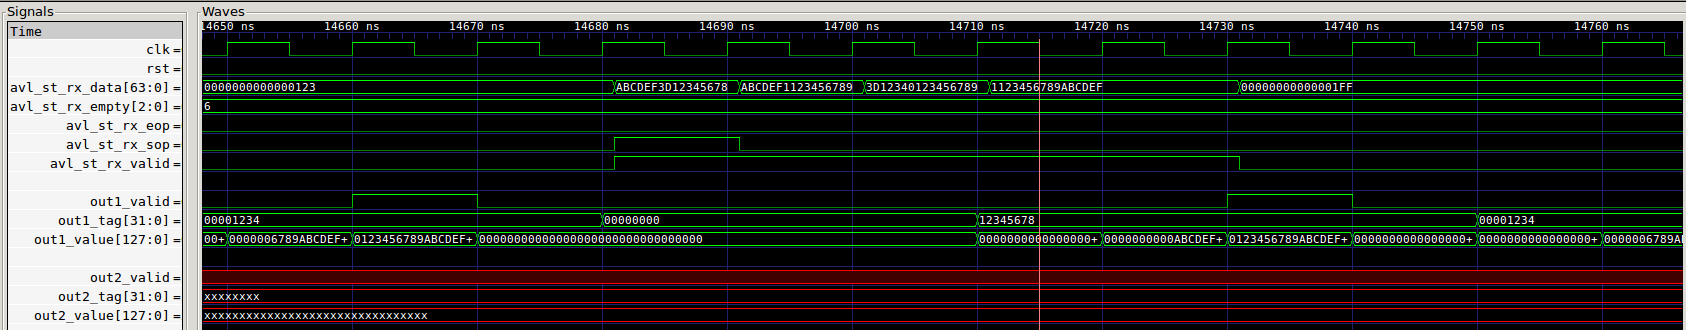 Signals Waves
Time 14650 ns 14660 ns 14670 ns 14680 ns 14690 ns 14700 ns 14710 ns 14720 ns 14730 ns 14740 ns 14750 ns 14760 ns
clk =
rst =
avl_st_rx_data[63:0] = 0000000000000123 ABCDEF3D12345678 ABCDEF1123456789 3D12340123456789 1123456789ABCDEF 00000000000001FF
avl_st_rx_empty[2:0] = 6
avl_st_rx_eop =
avl_st_rx_sop =
avl_st_rx_valid =
out1_valid =
out1_tag[31:0] = 00001234 00000000 12345678 00001234
out1_value[127:0] = 00+ 0000006789ABCDEF+ 0123456789ABCDEF+ 00000000000000000000000000000000 000000000000000+ 0000000000ABCDEF+ 0123456789ABCDEF+ 000000000000000+ 000000000000000+ 0000006789A
out2_valid =
out2_tag[31:0] = xxxxxxxx
out2_value[127:0] = xxxxxxxxxxxxxxxxxxxxxxxxxxxxxxxx